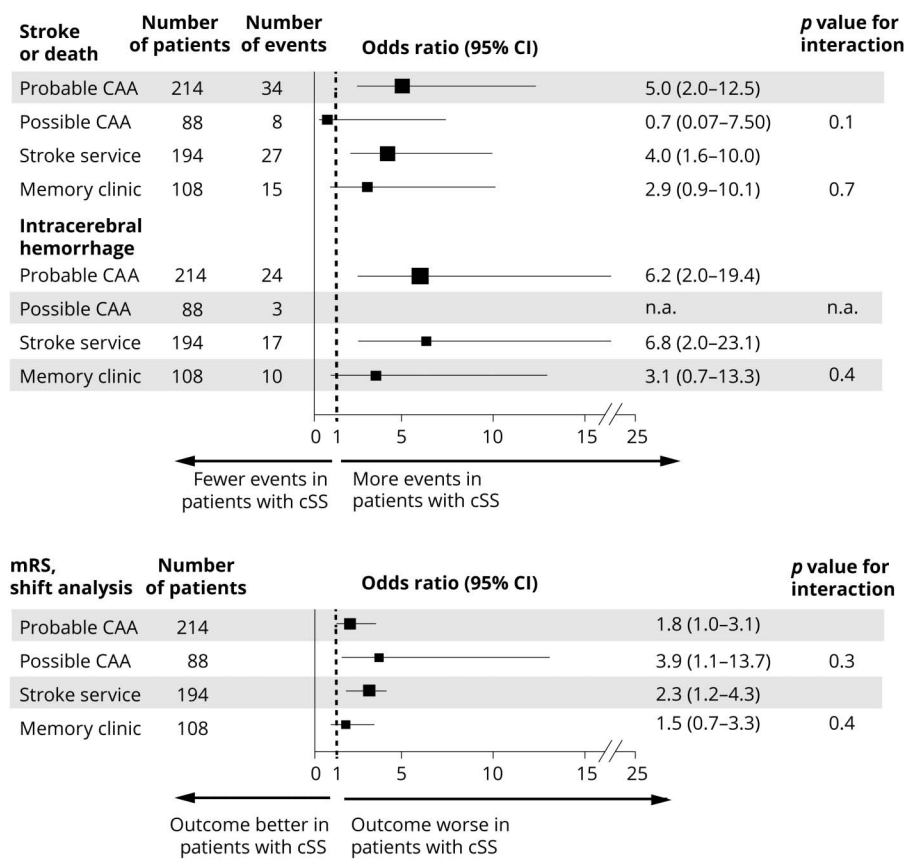 Stroke or death Number of patients Number of events Odds ratio (95% CI) p value for interaction
Probable CAA 214 34 5.0 (2.0–12.5)
Possible CAA 88 8 0.7 (0.07–7.50) 0.1
Stroke service 194 27 4.0 (1.6–10.0)
Memory clinic 108 15 2.9 (0.9–10.1) 0.7
Intracerebral
hemorrhage
Probable CAA 214 24 6.2 (2.0–19.4)
Possible CAA 88 3 n.a. n.a.
Stroke service 194 17 6.8 (2.0–23.1)
Memory clinic 108 10 3.1 (0.7–13.3) 0.4
0 1 5 10 15 25
Fewer events in patients with cSS More events in patients with cSS
mRS, shift analysis Number of patients Odds ratio (95% CI) p value for interaction
Probable CAA 214 1.8 (1.0–3.1)
Possible CAA 88 3.9 (1.1–13.7) 0.3
Stroke service 194 2.3 (1.2–4.3)
Memory clinic 108 1.5 (0.7–3.3) 0.4
0 1 5 10 15 25
Outcome better in patients with cSS Outcome worse in patients with cSS